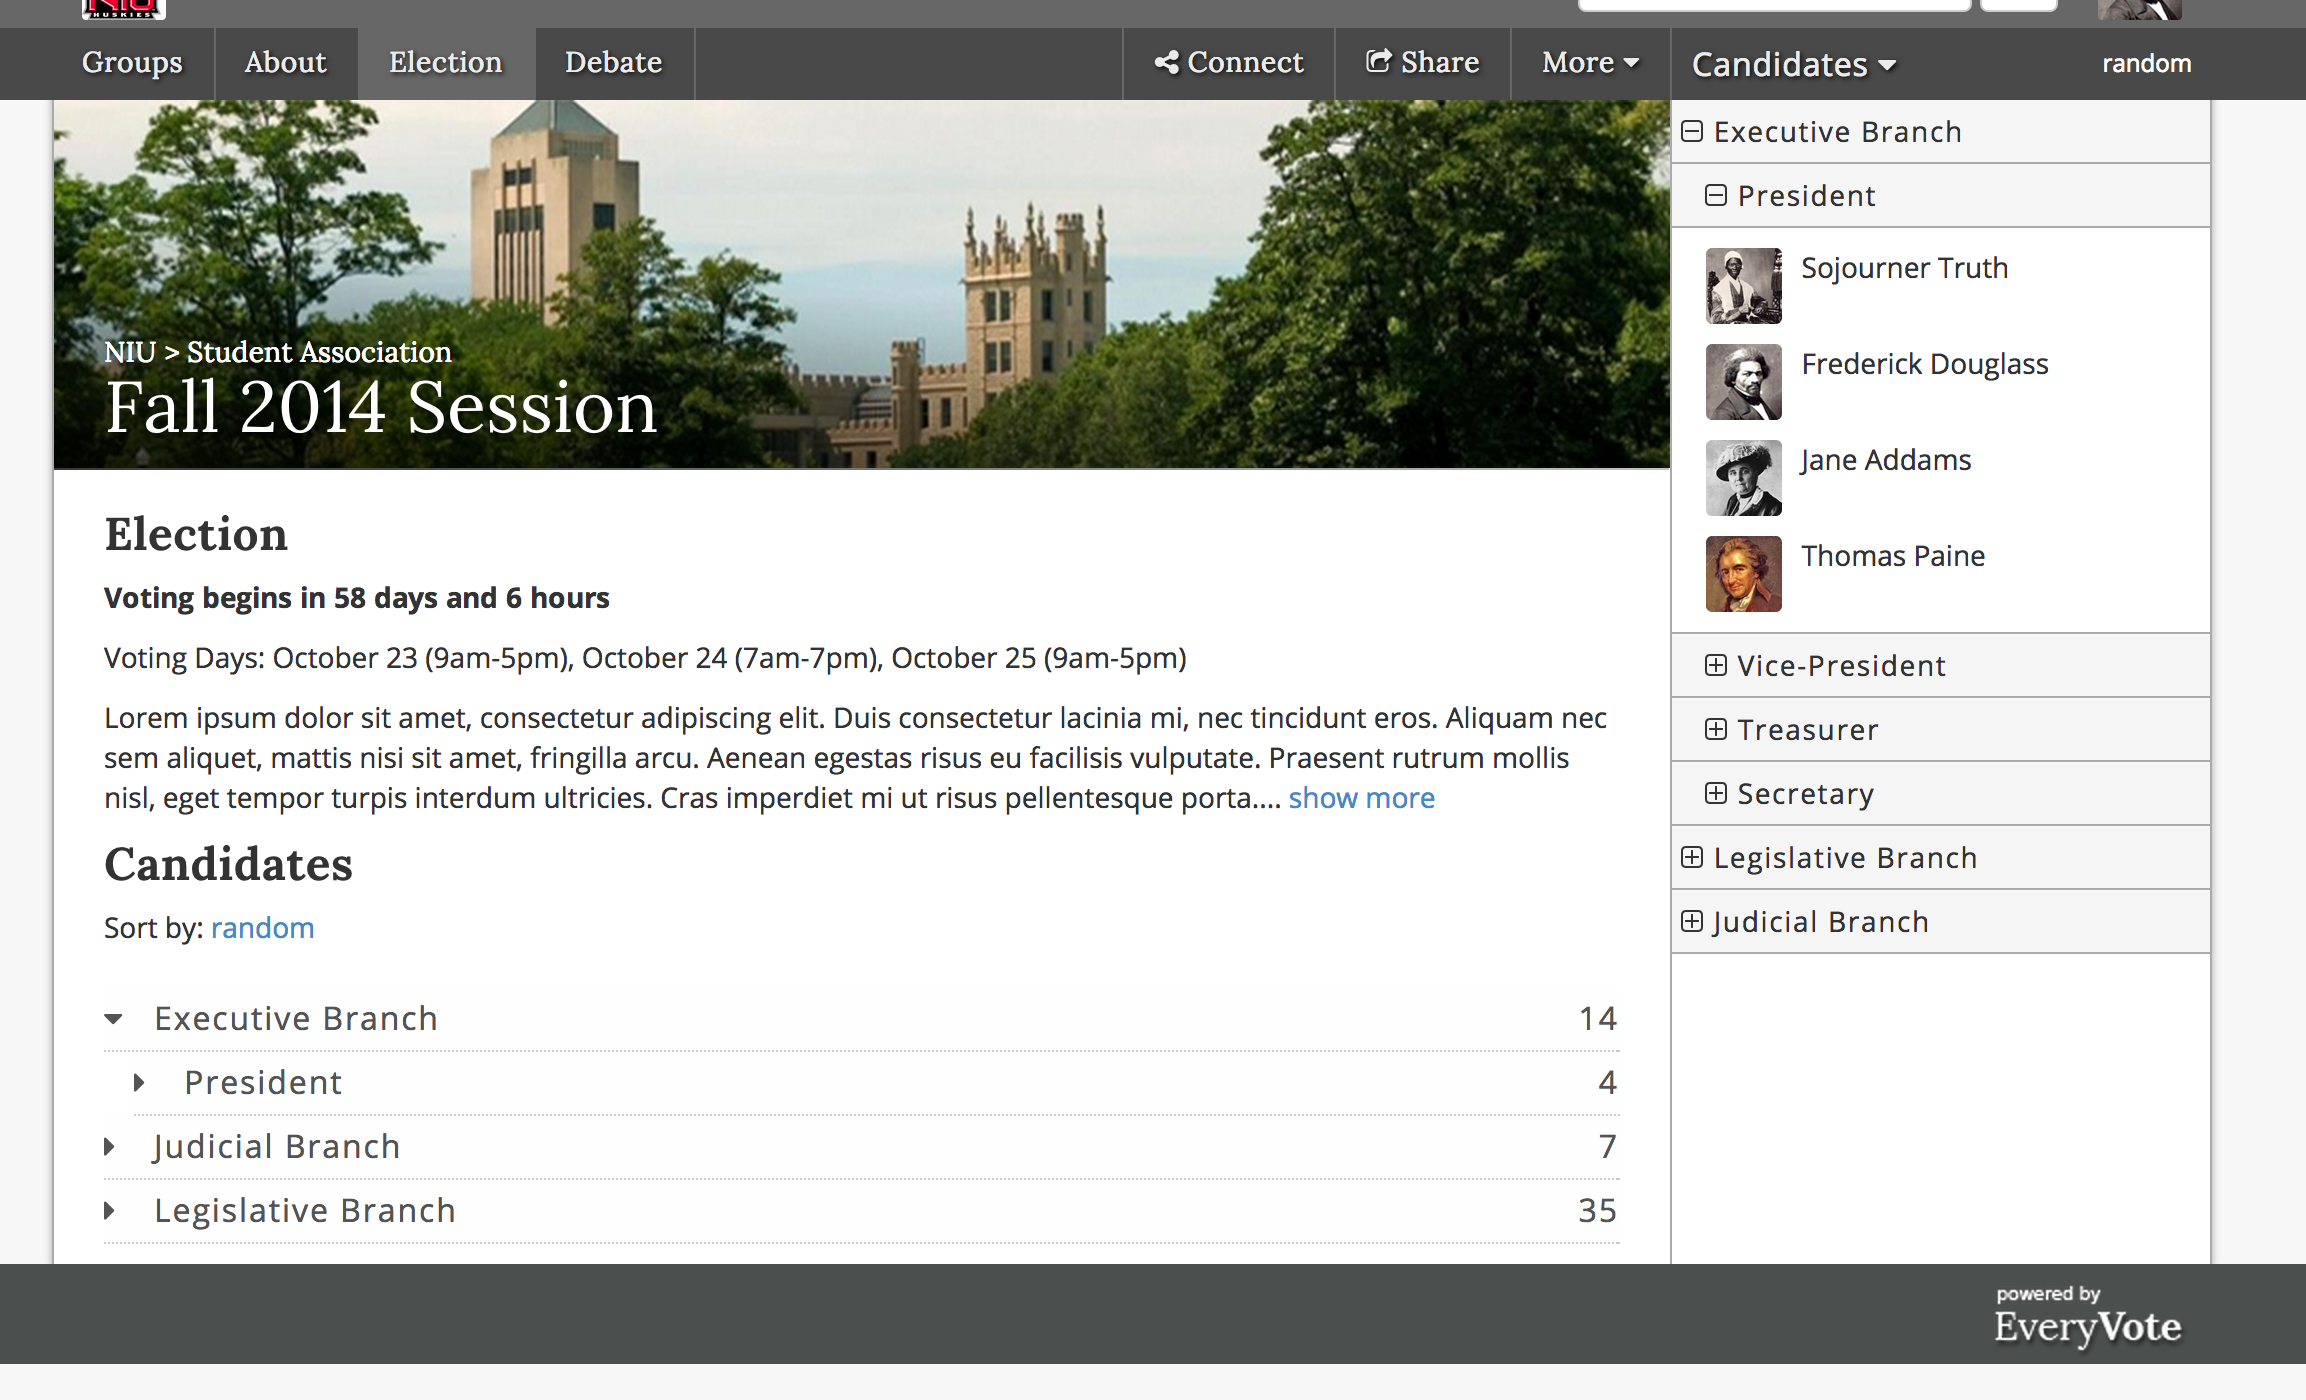 NIU
HUSKIES
Groups
About
Election
Debate
Connect
Share
More
Candidates
random
NIU > Student Association
Fall 2014 Session
Election
Voting begins in 58 days and 6 hours
Voting Days: October 23 (9am-5pm), October 24 (7am-7pm), October 25 (9am-5pm)
Lorem ipsum dolor sit amet, consectetur adipiscing elit. Duis consectetur lacinia mi, nec tincidunt eros. Aliquam nec
sem aliquet, mattis nisi sit amet, fringilla arcu. Aenean egestas risus eu facilisis vulputate. Praesent rutrum mollis
nisl, eget tempor turpis interdum ultricies. Cras imperdiet mi ut risus pellentesque porta.... show more
Candidates
Sort by: random
Executive Branch 14
President 4
Judicial Branch 7
Legislative Branch 35
Executive Branch
President
Sojourner Truth
Frederick Douglass
Jane Addams
Thomas Paine
Vice-President
Treasurer
Secretary
Legislative Branch
Judicial Branch
powered by
EveryVote